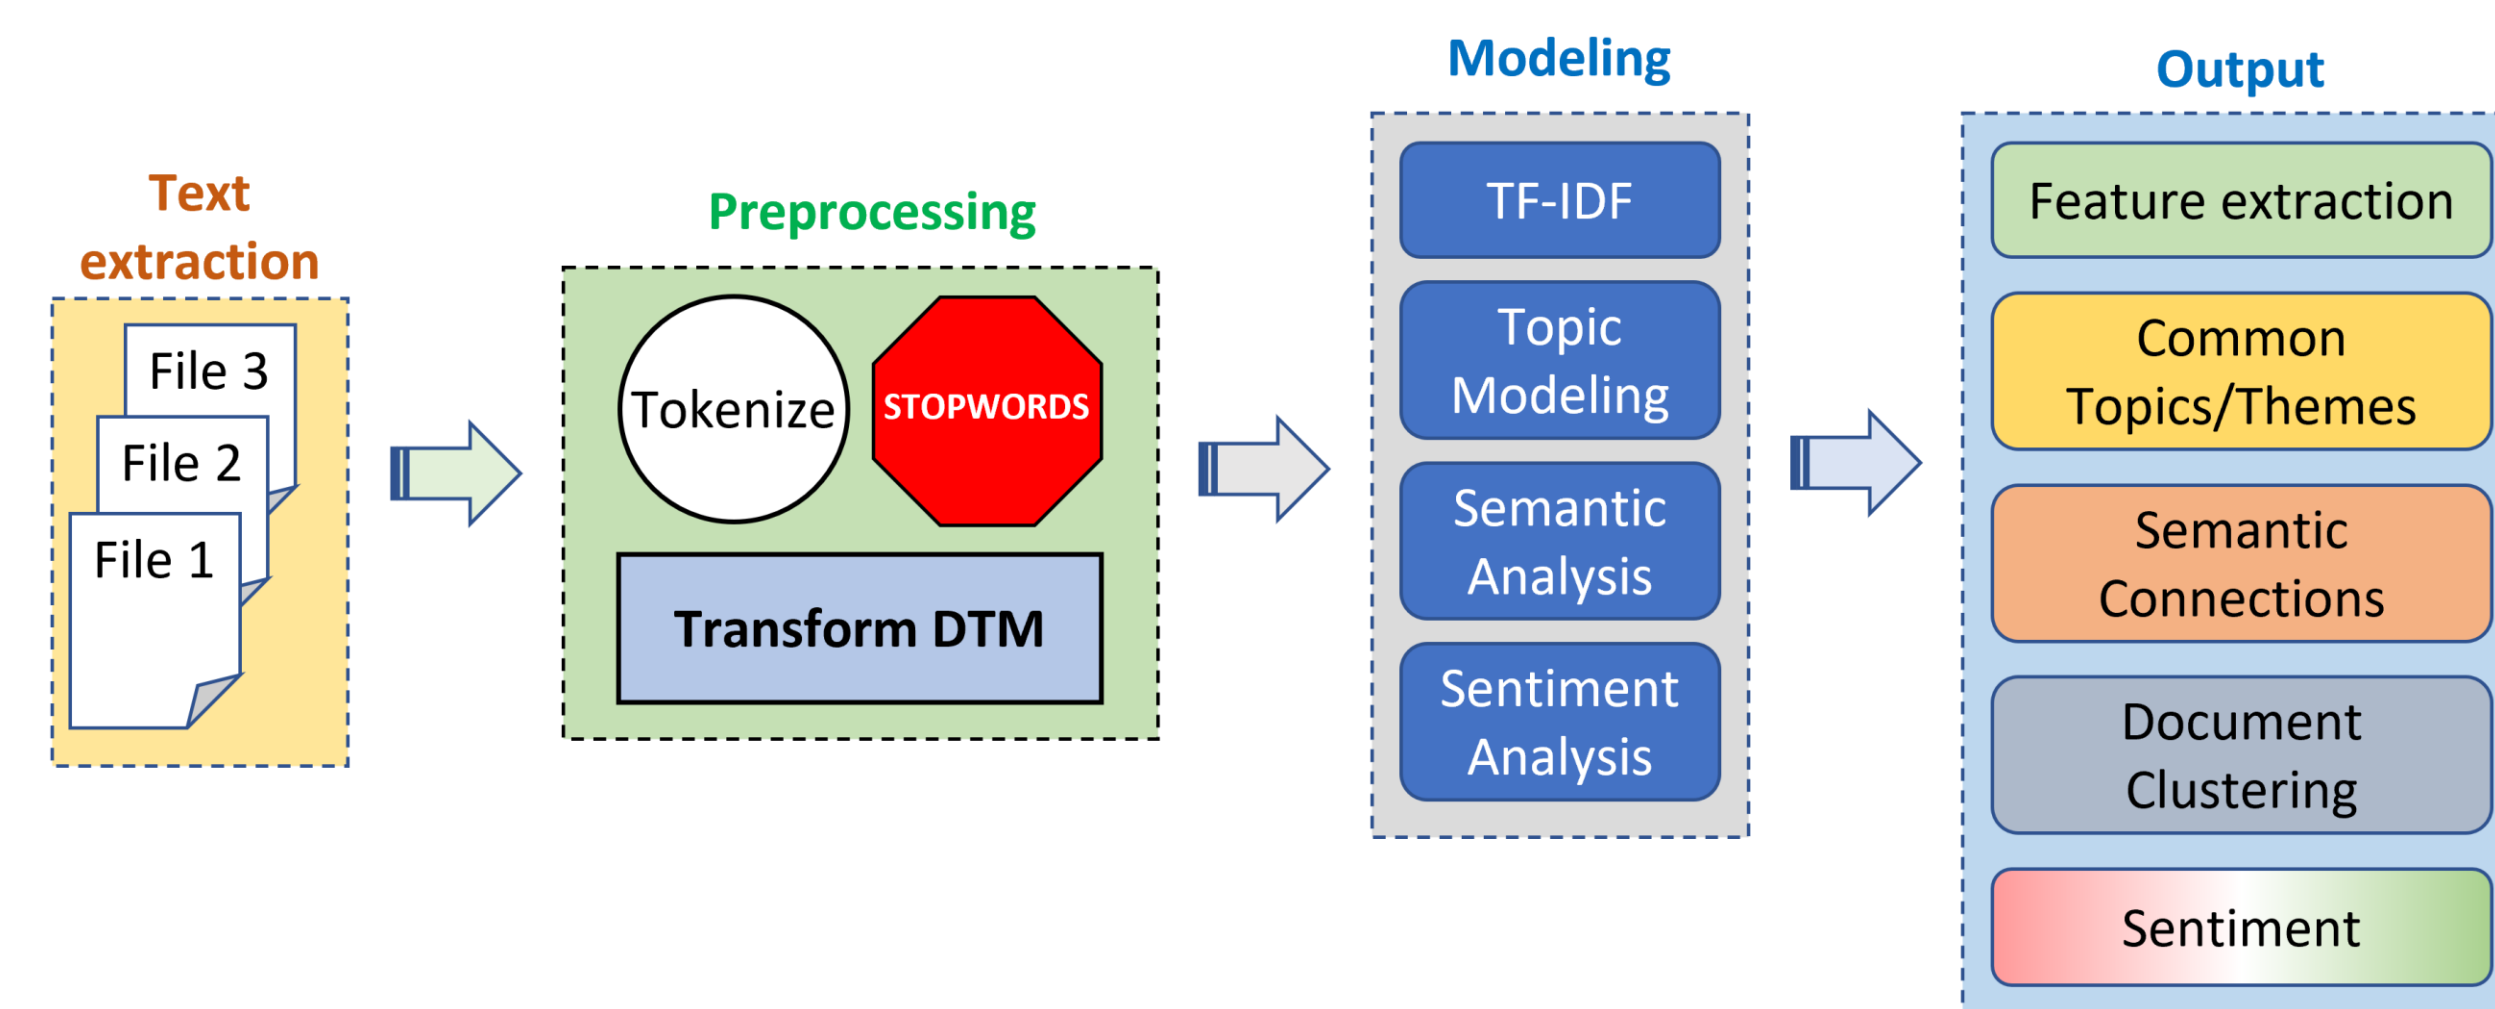 Text
extraction
File 3
File 2
File 1
Preprocessing
Tokenize
STOPWORDS
Transform DTM
Modeling
TF-IDF
Topic
Modeling
Semantic
Analysis
Sentiment
Analysis
Output
Feature extraction
Common
Topics/Themes
Semantic
Connections
Document
Clustering
Sentiment